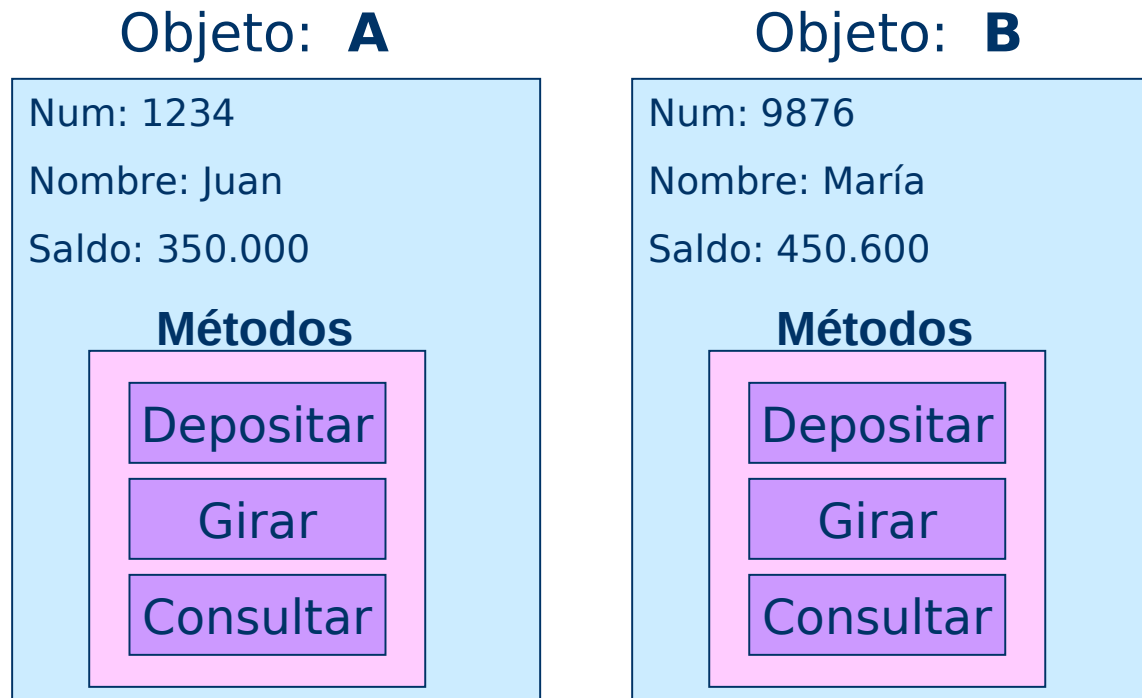 Objeto: A
Num: 1234
Nombre: Juan
Saldo: 350.000
Métodos
Depositar
Girar
Consultar
Objeto: B
Num: 9876
Nombre: María
Saldo: 450.600
Métodos
Depositar
Girar
Consultar